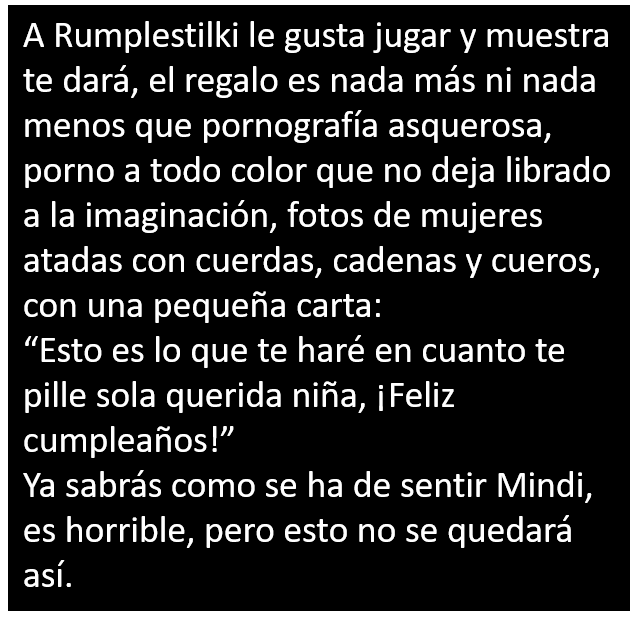 A Rumplestilki le gusta jugar y muestra
te dará, el regalo es nada más ni nada
menos que pornografía asquerosa,
porno a todo color que no deja librado
a la imaginación, fotos de mujeres
atadas con cuerdas, cadenas y cueros,
con una pequeña carta:
“Esto es lo que te haré en cuanto te
pille sola querida niña, ¡Feliz
cumpleaños!”
Ya sabrás como se ha de sentir Mindi,
es horrible, pero esto no se quedará
así.